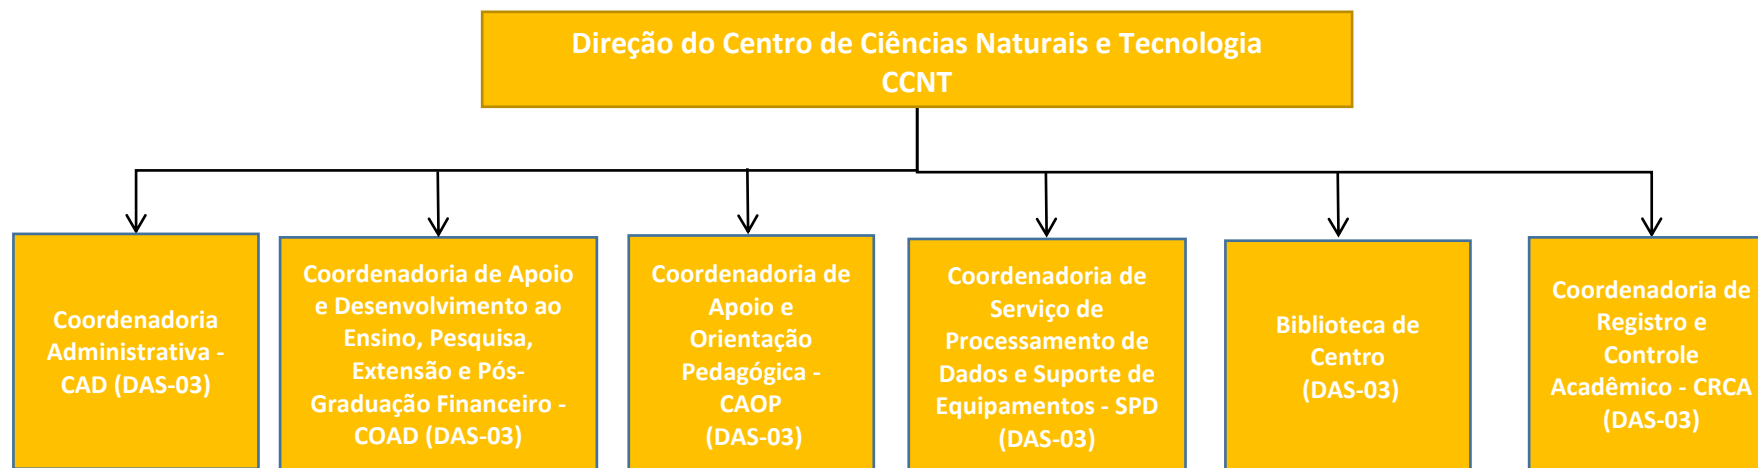 Direção do Centro de Ciências Naturais e Tecnologia
CCNT
Coordenadoria
Administrativa -
CAD (DAS-03)
Coordenadoria de Apoio
e Desenvolvimento ao
Ensino, Pesquisa,
Extensão e Pós-
Graduação Financeiro -
COAD (DAS-03)
Coordenadoria de
Apoio e
Orientação
Pedagógica -
CAOP
(DAS-03)
Coordenadoria de
Serviço de
Processamento de
Dados e Suporte de
Equipamentos - SPD
(DAS-03)
Biblioteca de
Centro
(DAS-03)
Coordenadoria de
Registro e
Controle
Acadêmico - CRCA
(DAS-03)